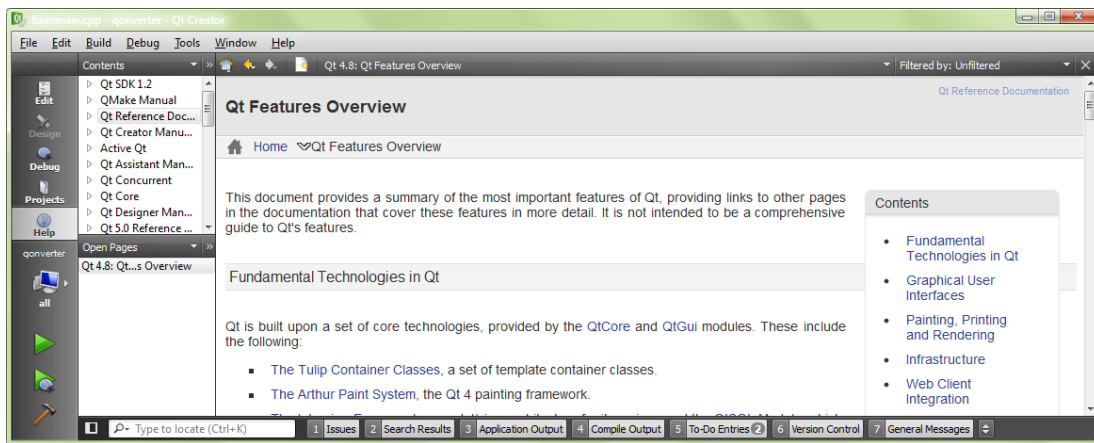 formmain.cpp - qonverter - Qt Creator
File Edit Build Debug Tools Window Help
Contents
Qt 4.8: Qt Features Overview
Filtered by: Unfiltered
Edit
Design
Debug
Projects
Help
qonverter
all
Qt SDK 1.2
QMake Manual
Qt Reference Doc...
Qt Creator Manu...
Active Qt
Qt Assistant Man...
Qt Concurrent
Qt Core
Qt Designer Man...
Qt 5.0 Reference ...
Open Pages
Qt 4.8: Qt...s Overview
Qt Reference Documentation
Qt Features Overview
Home Qt Features Overview
This document provides a summary of the most important features of Qt, providing links to other pages
in the documentation that cover these features in more detail. It is not intended to be a comprehensive
guide to Qt's features.
Fundamental Technologies in Qt
Qt is built upon a set of core technologies, provided by the QtCore and QtGui modules. These include
the following:
The Tulip Container Classes, a set of template container classes.
The Arthur Paint System, the Qt 4 painting framework.
Contents
Fundamental
Technologies in Qt
Graphical User
Interfaces
Painting, Printing
and Rendering
Infrastructure
Web Client
Integration
Type to locate (Ctrl+K)
1 Issues 2 Search Results 3 Application Output 4 Compile Output 5 To-Do Entries 2 6 Version Control 7 General Messages